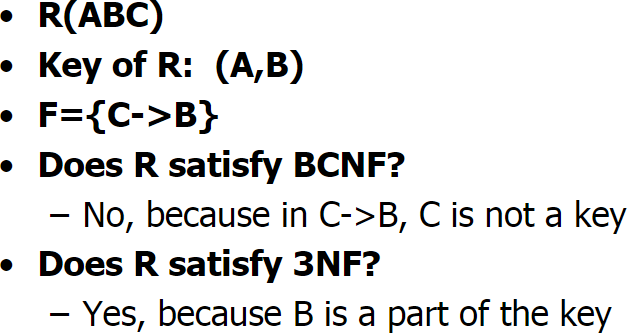 • R(ABC)
• Key of R: (A,B)
• F={C->B}
• Does R satisfy BCNF?
– No, because in C->B, C is not a key
• Does R satisfy 3NF?
– Yes, because B is a part of the key